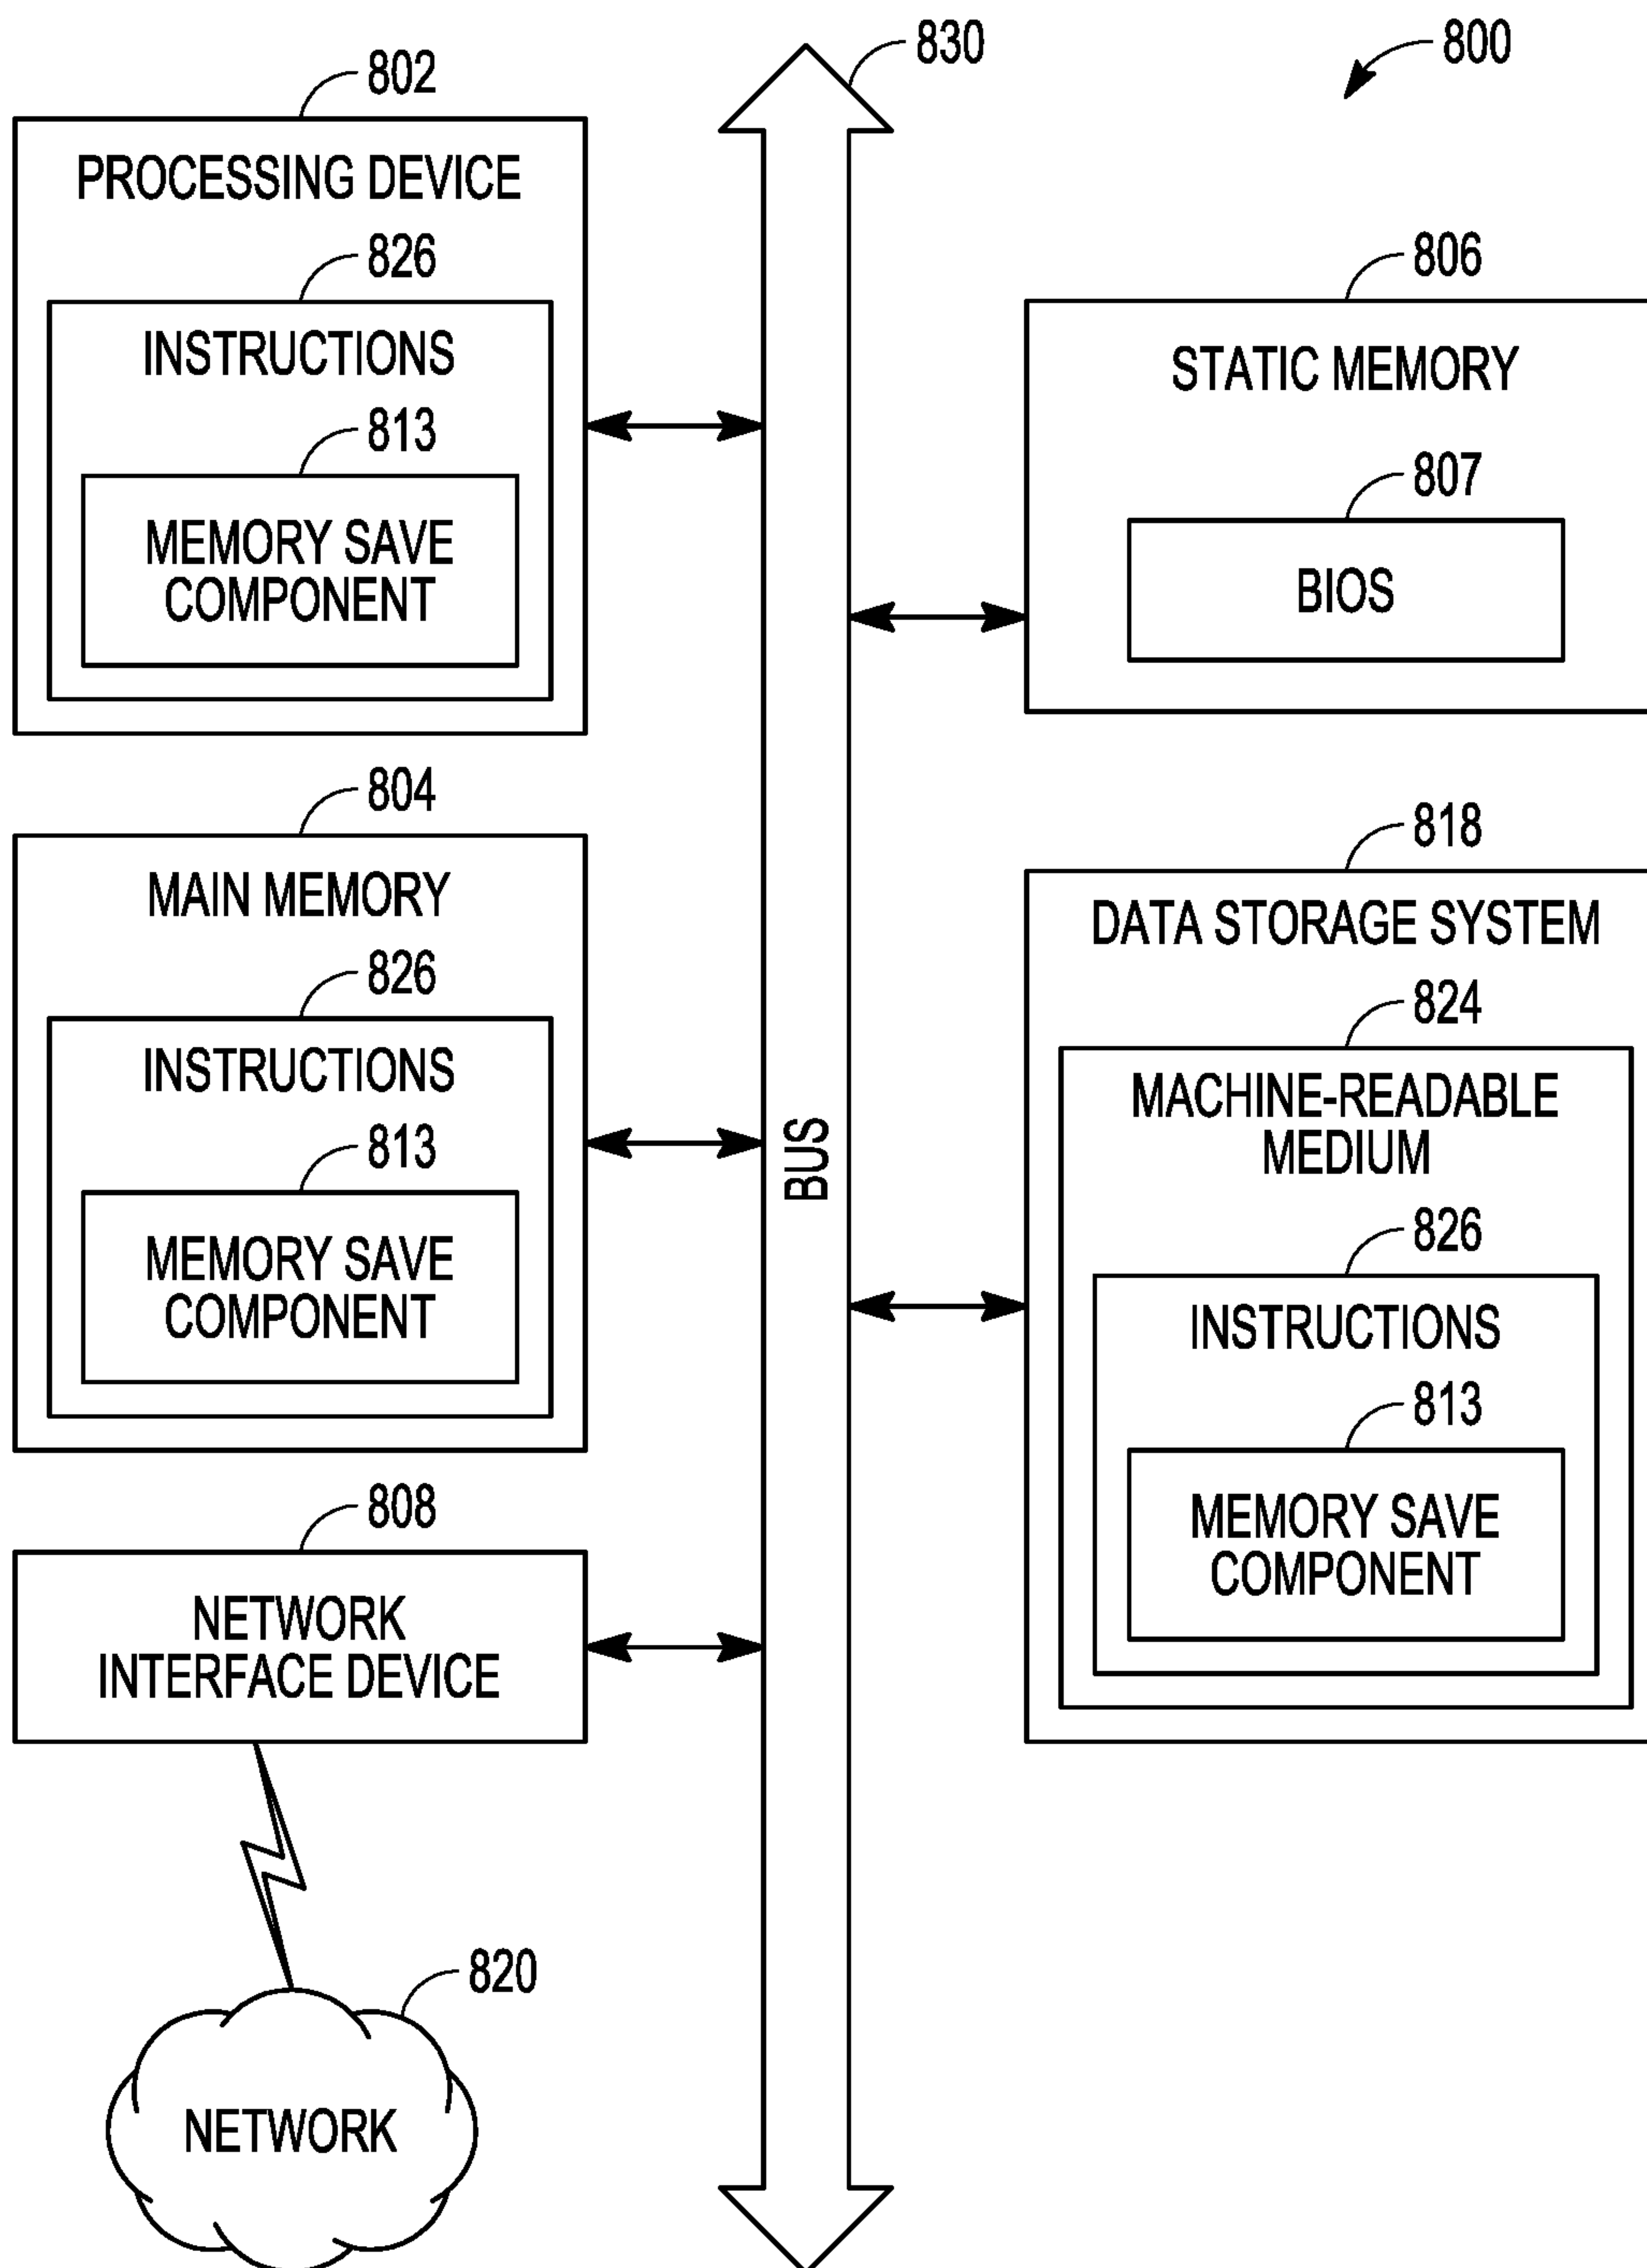 830
800
802
PROCESSING DEVICE
826
INSTRUCTIONS
813
MEMORY SAVE
COMPONENT
806
STATIC MEMORY
807
BIOS
804
MAIN MEMORY
826
INSTRUCTIONS
813
MEMORY SAVE
COMPONENT
BUS
818
DATA STORAGE SYSTEM
824
MACHINE-READABLE
MEDIUM
826
INSTRUCTIONS
813
MEMORY SAVE
COMPONENT
808
NETWORK
INTERFACE DEVICE
820
NETWORK